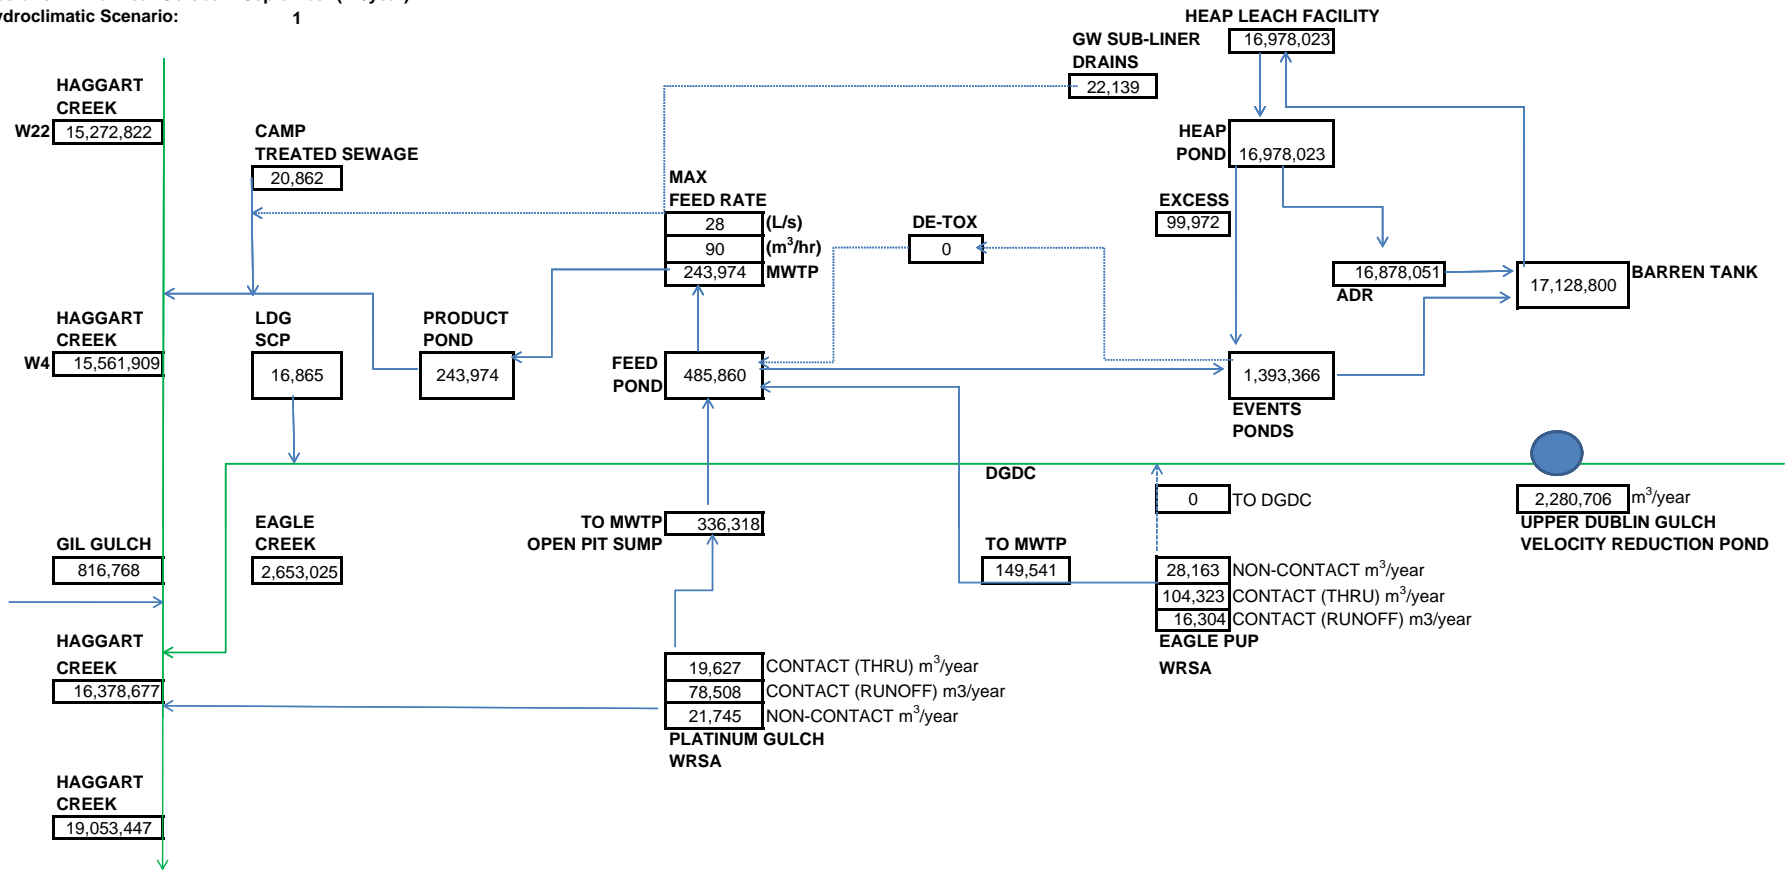 ydroclimatic Scenario: 1
HEAP LEACH FACILITY
16,978,023
GW SUB-LINER
DRAINS
22,139
HAGGART
CREEK
W22 15,272,822
CAMP
TREATED SEWAGE
20,862
HEAP
POND 16,978,023
MAX
FEED RATE
28 (L/s)
90 (m³/hr)
243,974 MWTP
DE-TOX
0
EXCESS
99,972
16,878,051
ADR
17,128,800 BARREN TANK
HAGGART
CREEK
W4 15,561,909
LDG
SCP
16,865
PRODUCT
POND
243,974
FEED
POND 485,860
1,393,366
EVENTS
PONDS
DGDC
0 TO DGDC
2,280,706 m³/year
UPPER DUBLIN GULCH
VELOCITY REDUCTION POND
GIL GULCH
816,768
EAGLE
CREEK
2,653,025
TO MWTP 336,318
OPEN PIT SUMP
TO MWTP
149,541
28,163 NON-CONTACT m³/year
104,323 CONTACT (THRU) m³/year
16,304 CONTACT (RUNOFF) m3/year
EAGLE PUP
WRSA
HAGGART
CREEK
16,378,677
19,627 CONTACT (THRU) m³/year
78,508 CONTACT (RUNOFF) m3/year
21,745 NON-CONTACT m³/year
PLATINUM GULCH
WRSA
HAGGART
CREEK
19,053,447